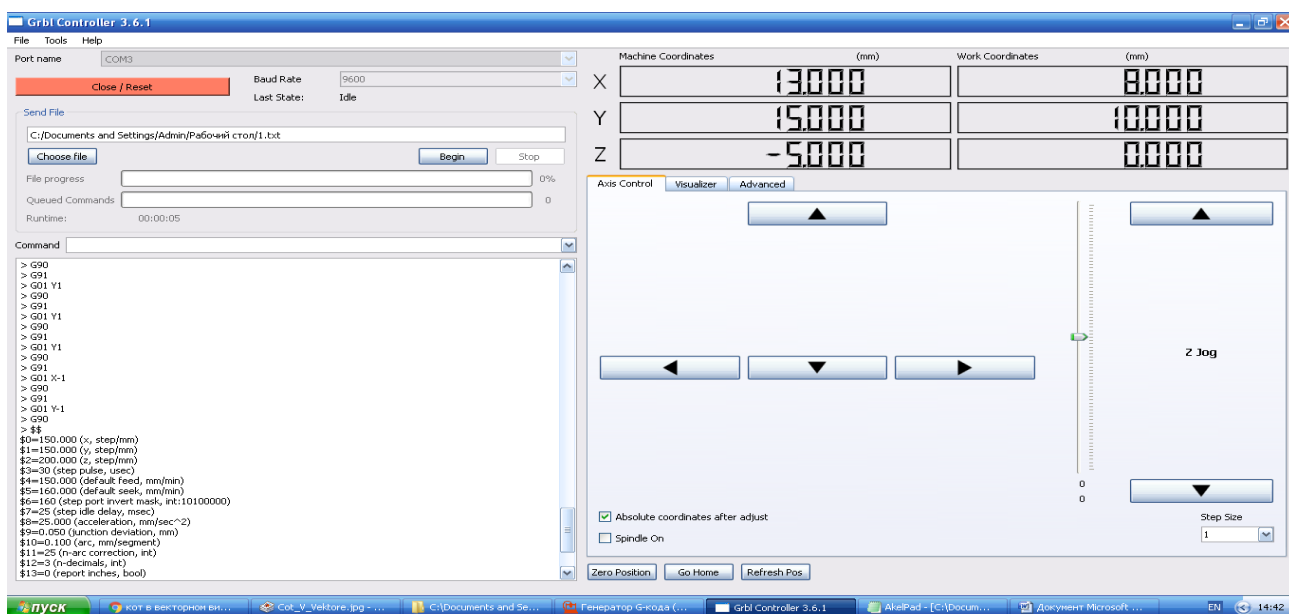 Grbl Controller 3.6.1
File Tools Help
Port name COM3
Close / Reset
Baud Rate 9600
Last State: Idle
Send File
C:/Documents and Settings/Admin/Рабочий стол/1.txt
Choose file Begin Stop
File progress 0%
Queued Commands 0
Runtime: 00:00:05
Command
> G90
> G91
> G01 Y1
> G90
> G91
> G01 Y1
> G90
> G91
> G01 Y1
> G90
> G91
> G01 X-1
> G90
> G91
> G01 Y-1
> G90
> $$
$0=150.000 (x, step/mm)
$1=150.000 (y, step/mm)
$2=200.000 (z, step/mm)
$3=30 (step pulse, usec)
$4=150.000 (default feed, mm/min)
$5=160.000 (default seek, mm/min)
$6=160 (step port invert mask, int:10100000)
$7=25 (step idle delay, msec)
$8=25.000 (acceleration, mm/sec^2)
$9=0.050 (junction deviation, mm)
$10=0.100 (arc, mm/segment)
$11=25 (n-arc correction, int)
$12=3 (n-decimals, int)
$13=0 (report inches, bool)
Machine Coordinates (mm) Work Coordinates (mm)
X 13.000 8.000
Y 15.000 10.000
Z -5.000 0.000
Axis Control Visualizer Advanced
Z Jog
0
0
Absolute coordinates after adjust
Spindle On
Step Size
1
Zero Position Go Home Refresh Pos
пуск кот в векторном ви... Cot_V_Vektore.jpg - ... C:\Documents and Se... Генератор G-кода (... Grbl Controller 3.6.1 AkelPad - [C:\Docum... Документ Microsoft ... EN 14:42